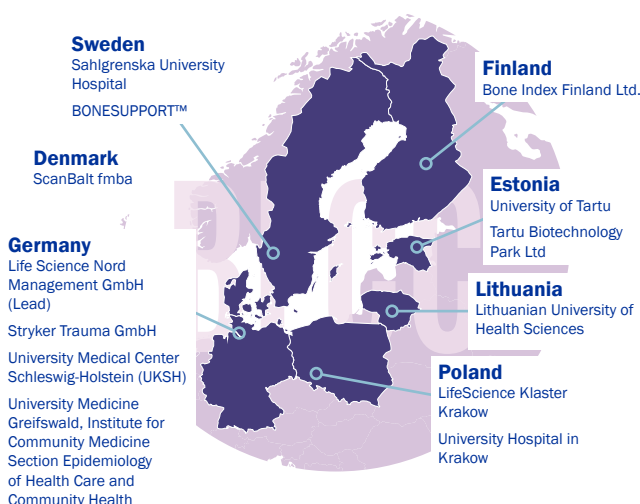 Sweden
Sahlgrenska University
Hospital
BONESUPPORT™
Denmark
ScanBalt fmba
Germany
Life Science Nord
Management GmbH
(Lead)
Stryker Trauma GmbH
University Medical Center
Schleswig-Holstein (UKSH)
University Medicine
Greifswald, Institute for
Community Medicine
Section Epidemiology
of Health Care and
Community Health
Finland
Bone Index Finland Ltd.
Estonia
University of Tartu
Tartu Biotechnology
Park Ltd
Lithuania
Lithuanian University of
Health Sciences
Poland
LifeScience Klaster
Krakow
University Hospital in
Krakow